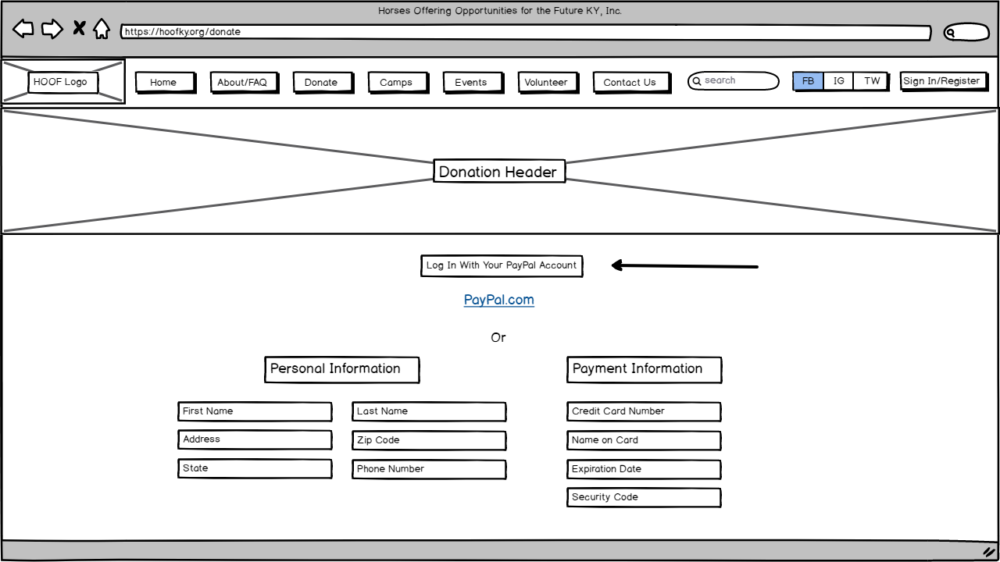 Horses Offering Opportunities for the Future KY, Inc.
https://hoofky.org/donate
HOOF Logo
Home
About/FAQ
Donate
Camps
Events
Volunteer
Contact Us
search
FB
IG
TW
Sign In/Register
Donation Header
Log In With Your PayPal Account
PayPal.com
Or
Personal Information
Payment Information
First Name
Last Name
Credit Card Number
Address
Zip Code
Name on Card
State
Phone Number
Expiration Date
Security Code